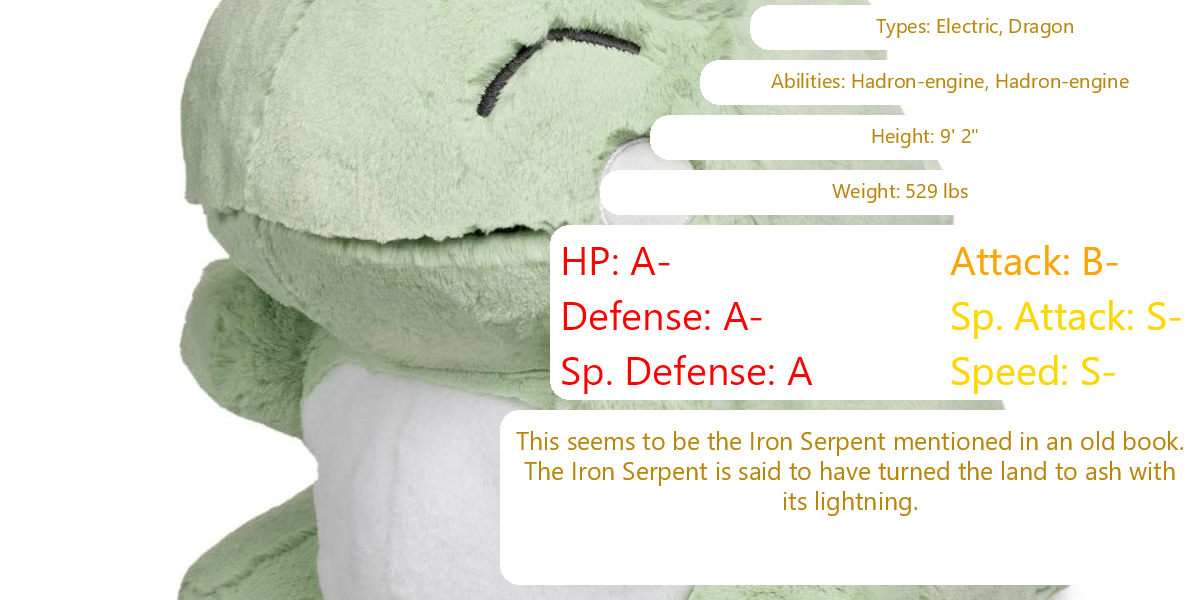 Types: Electric, Dragon
Abilities: Hadron-engine, Hadron-engine
Height: 9' 2"
Weight: 529 lbs
HP: A-
Attack: B-
Defense: A-
Sp. Attack: S-
Sp. Defense: A
Speed: S-
This seems to be the Iron Serpent mentioned in an old book.
The Iron Serpent is said to have turned the land to ash with
its lightning.